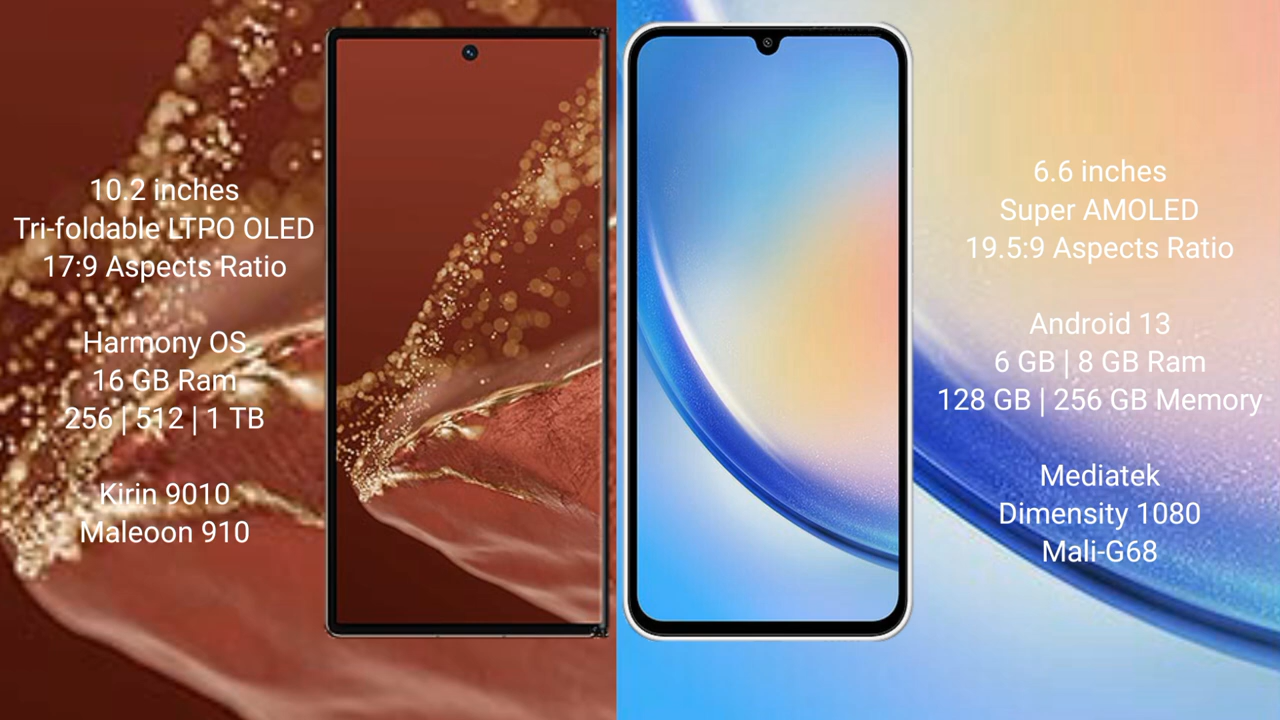 10.2 inches
Tri-foldable LTPO OLED
17:9 Aspects Ratio
Harmony OS
16 GB Ram
256 | 512 | 1 TB
Kirin 9010
Maleoon 910
6.6 inches
Super AMOLED
19.5:9 Aspects Ratio
Android 13
6 GB | 8 GB Ram
128 GB | 256 GB Memory
Mediatek
Dimensity 1080
Mali-G68